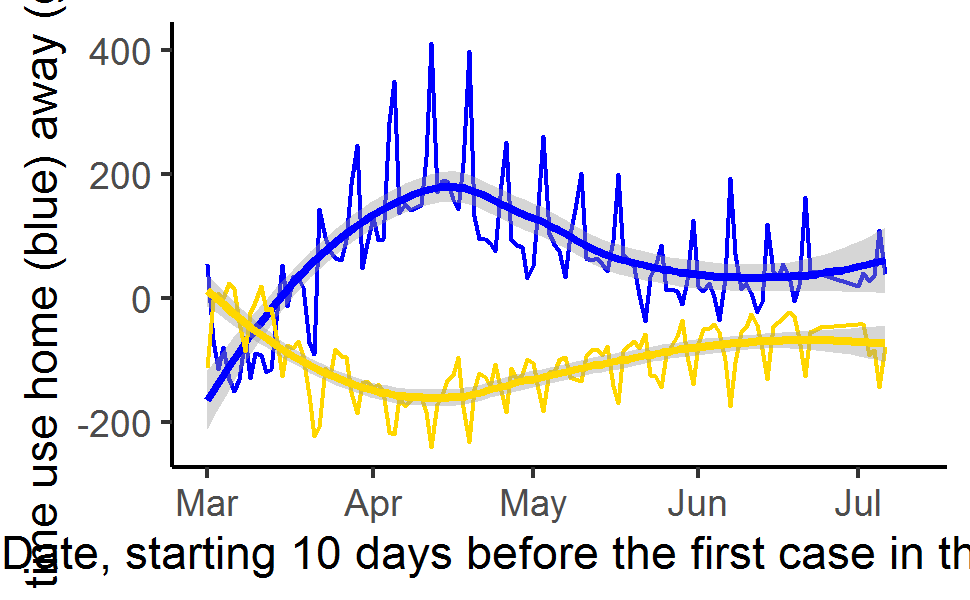 time use home (blue) away (
400
200
0
-200
Mar Apr May Jun Jul
Date, starting 10 days before the first case in th